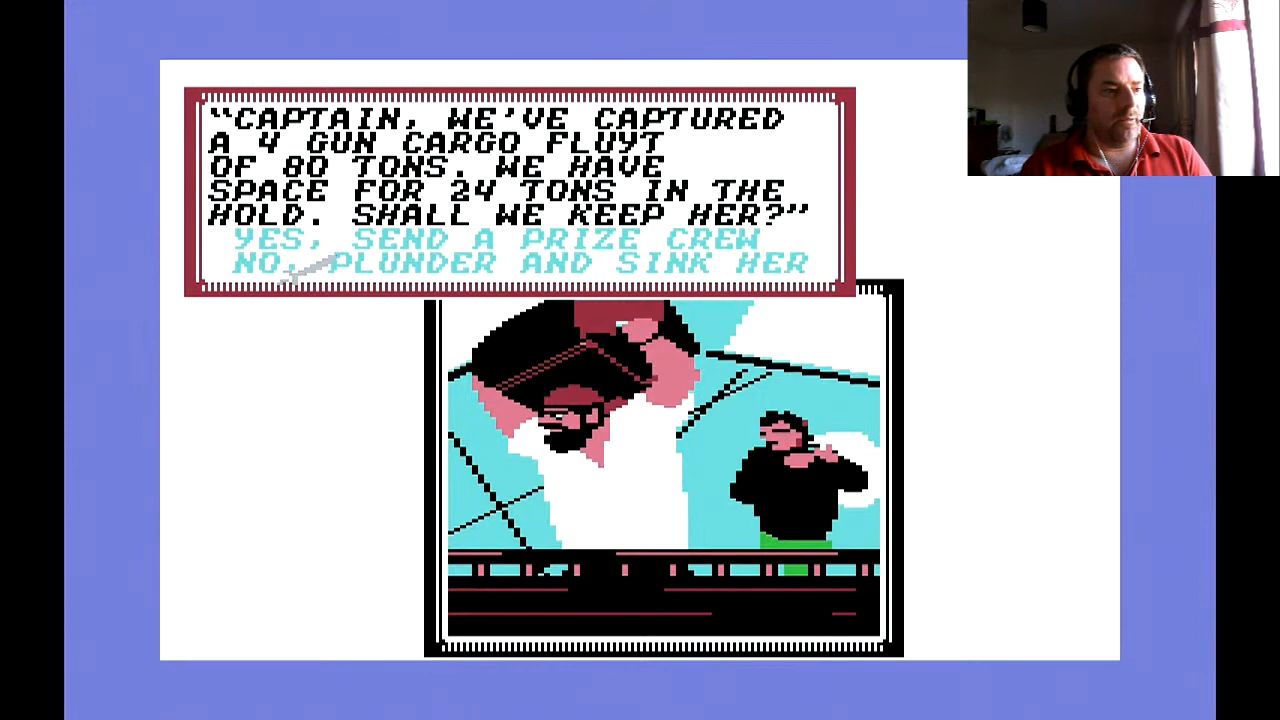 "CAPTAIN, WE'VE CAPTURED
A 4 GUN CARGO FLUYT
OF 80 TONS. WE HAVE
SPACE FOR 24 TONS IN THE
HOLD. SHALL WE KEEP HER?"
YES, SEND A PRIZE CREW
NO, PLUNDER AND SINK HER